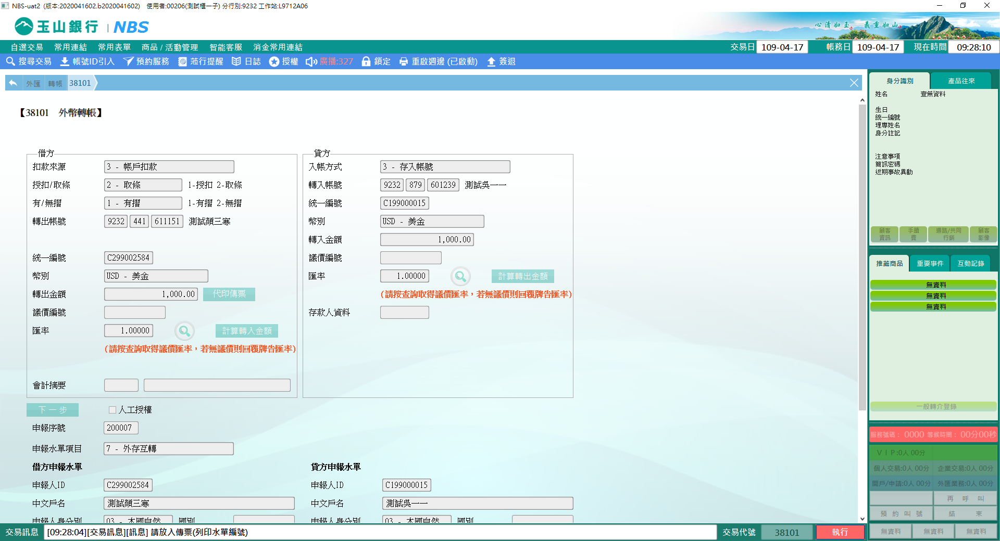 NBS-uat2 (版本:2020041602.b2020041602) 使用者:00206(測試櫃一子) 分行別:9232 工作站:L9712A06
玉山銀行 | NBS
心清如玉。義重如山。
自選交易 常用連結 常用表單 商品 / 活動管理 智能客服 消金常用連結 交易日 109-04-17 帳務日 109-04-17 現在時間 09:28:10
搜尋交易 帳號ID引入 預約服務 蒞行提醒 日誌 授權 廣播:327 鎖定 重啟週邊 (已啟動) 簽退
外匯 轉帳 38101
【38101 外幣轉帳】
借方
扣款來源 3 - 帳戶扣款
授扣/取條 2 - 取條 1-授扣 2-取條
有/無摺 1 - 有摺 1-有摺 2-無摺
轉出帳號 9232 441 611151 測試顏三寒
統一編號 C299002584
幣別 USD - 美金
轉出金額 1,000.00 代印傳票
議價編號
匯率 1.00000 計算轉入金額
(請按查詢取得議價匯率，若無議價則回覆牌告匯率)
會計摘要
貸方
入帳方式 3 - 存入帳號
轉入帳號 9232 879 601239 測試吳一一
統一編號 C199000015
幣別 USD - 美金
轉入金額 1,000.00
議價編號
匯率 1.00000 計算轉出金額
(請按查詢取得議價匯率，若無議價則回覆牌告匯率)
存款人資料
下一步 人工授權
申報序號 200007
申報水單項目 7 - 外存互轉
借方申報水單
申報人ID C299002584
中文戶名 測試顏三寒
申報人身分別 03 - 本國自然 國別
貸方申報水單
申報人ID C199000015
中文戶名 測試吳一一
申報人身分別 03 - 本國自然 國別
身分識別 產品往來
姓名 查無資料
生日
統一編號
理專姓名
身分註記
注意事項
簡訊密碼
近期事故異動
顧客資訊 手續費 通路/共同行銷 顧客影像
推薦商品 重要事件 互動記錄
無資料
無資料
無資料
一般轉介登錄
服務號碼： 0000 等候時間： 00分00秒
ＶＩＰ:0人 00分
個人交易:0人 00分 企業交易:0人 00分
開戶/申請:0人 00分 外匯業務:0人 00分
再呼叫
預約叫號 結束
無資料 無資料 無資料
交易訊息 [09:28:04][交易訊息][訊息] 請放入傳票(列印水單編號) 交易代號 38101 執行